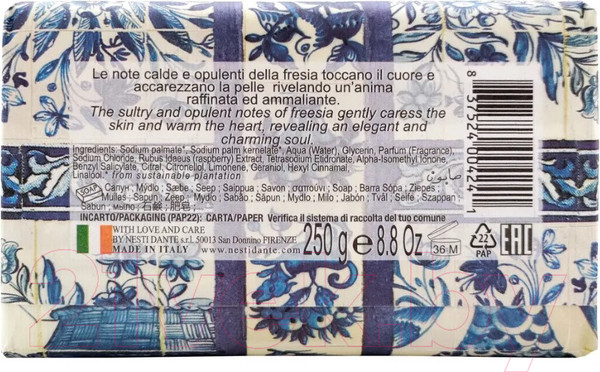 Le note calde e opulenti della fresia toccano il cuore e
accarezzano la pelle rivelando un'anima
raffinata ed ammaliante.
The sultry and opulent notes of freesia gently caress the
skin and warm the heart, revealing an elegant and
charming soul.
Ingredients: Sodium palmate*, Sodium palm kernelate*, Aqua (Water), Glycerin, Parfum (Fragrance),
Sodium Chloride, Rubus Idaeus (raspberry) Extract, Tetrasodium Etidronate, Alpha-Isomethyl Ionone,
Benzyl Salicylate, Citral, Citronellol, Limonene, Geraniol, Hexyl Cinnamal,
Linalool.* from sustainable plantation
صابون
SOAP
Сапун / Mýdlo / Sæbe / Seep / Saippua / Savon / σαπούνι / Soap / Barra Sópa / Ziepes /
Muilas / Sapun / Zeep / Mydło / Sabão / Săpun / Mydlo / Milo / Jabón / Tvål / Seife / Szappan /
Sabun / мыло / 石鹸 / 肥皂 /
INCARTO/PACKAGING (PAP22): CARTA/PAPER Verifica il sistema di raccolta del tuo comune
WITH LOVE AND CARE
BY NESTI DANTE s.r.l. 50013 San Donnino FIRENZE
MADE IN ITALY www.nestidante.com
250 g e 8.8 Oz
36 M
22
PAP
EAC